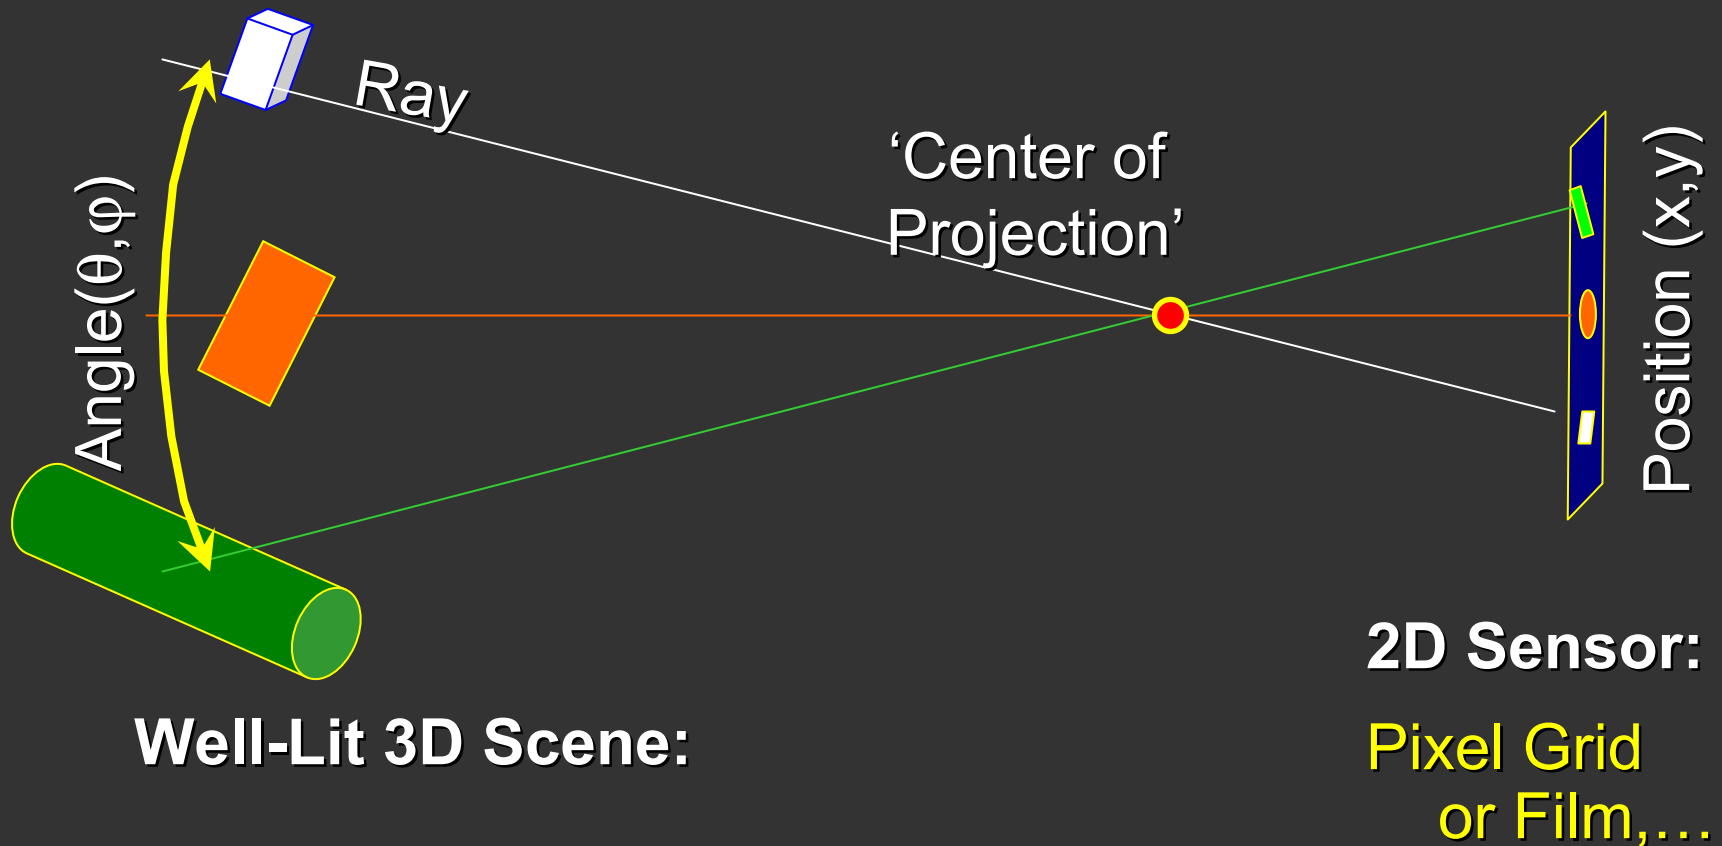 Ray
‘Center of
Projection’
Angle(θ,φ)
Position (x,y)
2D Sensor:
Well-Lit 3D Scene:
Pixel Grid
or Film,…